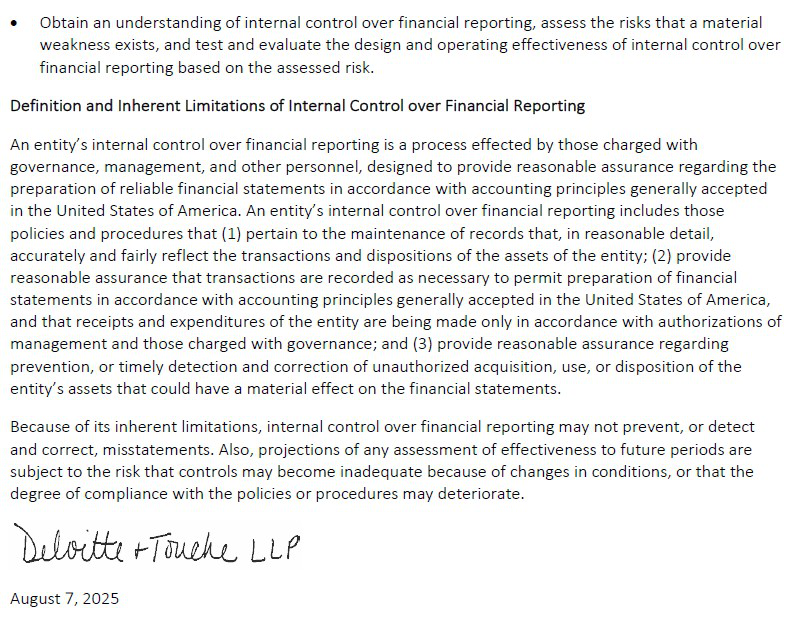 • Obtain an understanding of internal control over financial reporting, assess the risks that a material
weakness exists, and test and evaluate the design and operating effectiveness of internal control over
financial reporting based on the assessed risk.
Definition and Inherent Limitations of Internal Control over Financial Reporting
An entity’s internal control over financial reporting is a process effected by those charged with
governance, management, and other personnel, designed to provide reasonable assurance regarding the
preparation of reliable financial statements in accordance with accounting principles generally accepted
in the United States of America. An entity’s internal control over financial reporting includes those
policies and procedures that (1) pertain to the maintenance of records that, in reasonable detail,
accurately and fairly reflect the transactions and dispositions of the assets of the entity; (2) provide
reasonable assurance that transactions are recorded as necessary to permit preparation of financial
statements in accordance with accounting principles generally accepted in the United States of America,
and that receipts and expenditures of the entity are being made only in accordance with authorizations of
management and those charged with governance; and (3) provide reasonable assurance regarding
prevention, or timely detection and correction of unauthorized acquisition, use, or disposition of the
entity’s assets that could have a material effect on the financial statements.
Because of its inherent limitations, internal control over financial reporting may not prevent, or detect
and correct, misstatements. Also, projections of any assessment of effectiveness to future periods are
subject to the risk that controls may become inadequate because of changes in conditions, or that the
degree of compliance with the policies or procedures may deteriorate.
Deloitte + Touche LLP
August 7, 2025